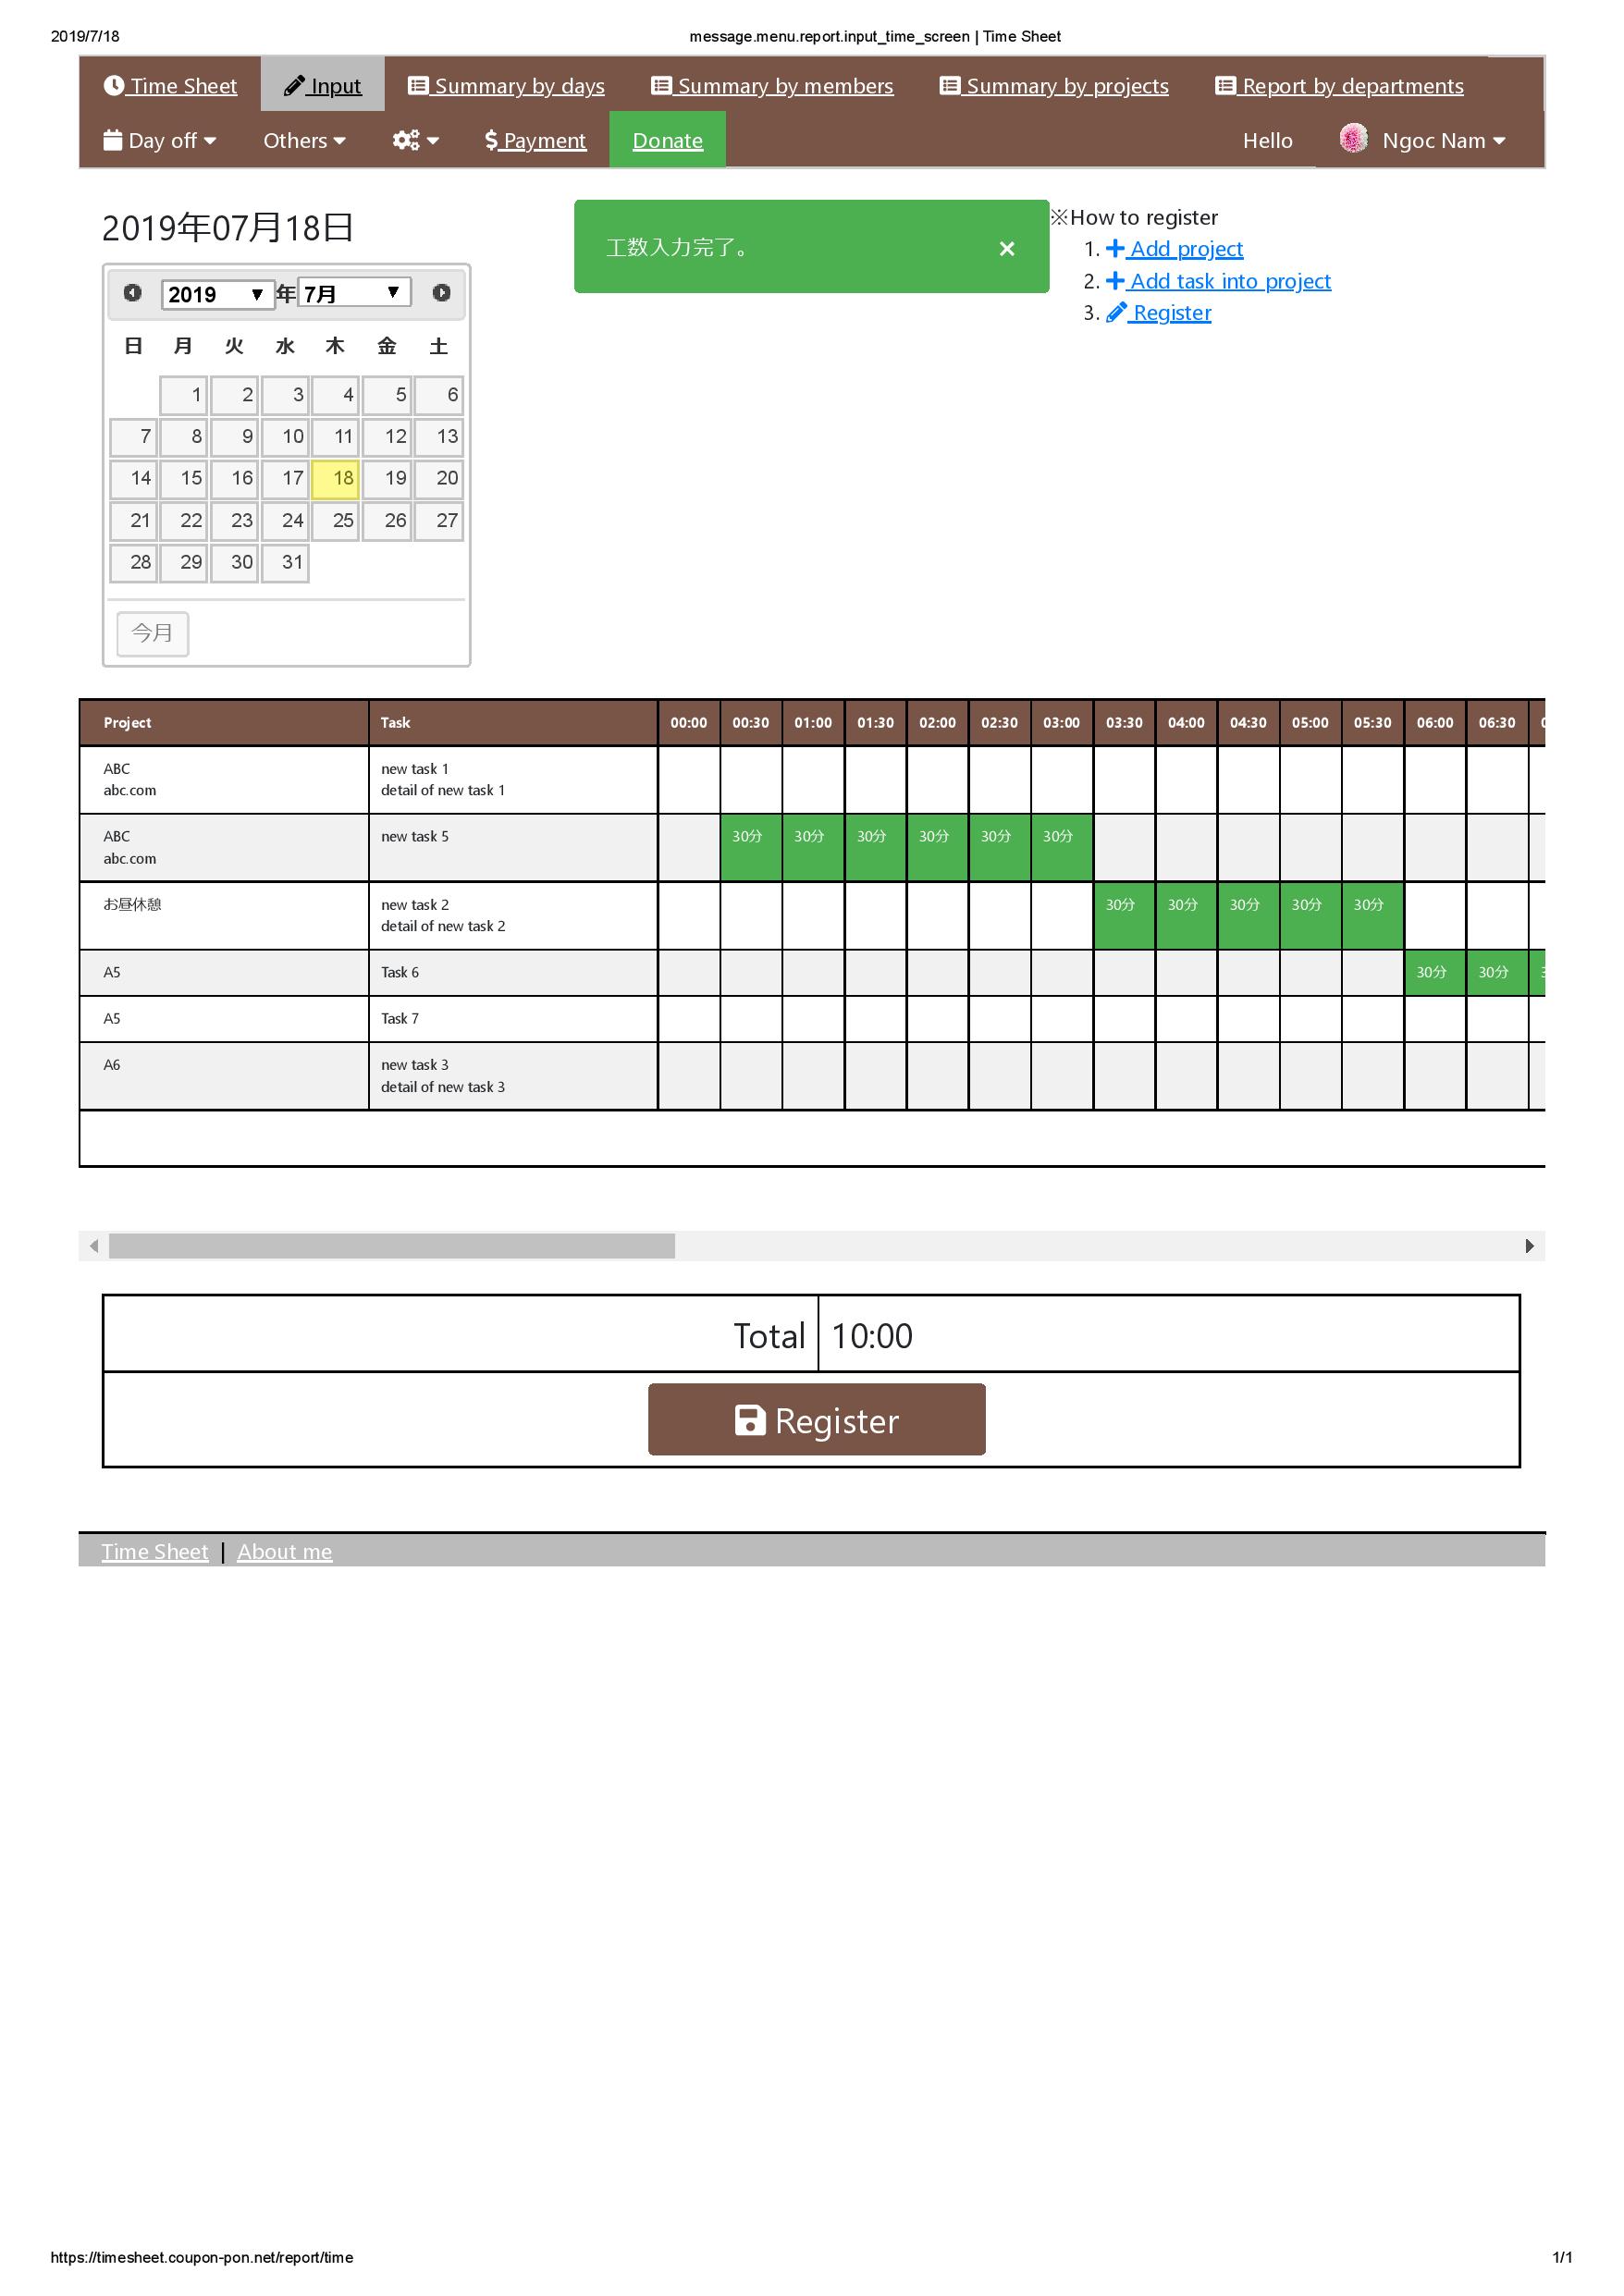 2019/7/18 message.menu.report.input_time_screen | Time Sheet
Time Sheet Input Summary by days Summary by members Summary by projects Report by departments
Day off Others Payment Donate Hello Ngoc Nam
2019年07月18日
工数入力完了。 ×
※How to register
1. Add project
2. Add task into project
3. Register
2019 年 7月
日 月 火 水 木 金 土
1 2 3 4 5 6
7 8 9 10 11 12 13
14 15 16 17 18 19 20
21 22 23 24 25 26 27
28 29 30 31
今月
Project Task 00:00 00:30 01:00 01:30 02:00 02:30 03:00 03:30 04:00 04:30 05:00 05:30 06:00 06:30
ABC new task 1
abc.com detail of new task 1
ABC new task 5 30分 30分 30分 30分 30分 30分
abc.com
お昼休憩 new task 2 30分 30分 30分 30分 30分
detail of new task 2
A5 Task 6 30分 30分
A5 Task 7
A6 new task 3
detail of new task 3
Total 10:00
Register
Time Sheet | About me
https://timesheet.coupon-pon.net/report/time 1/1